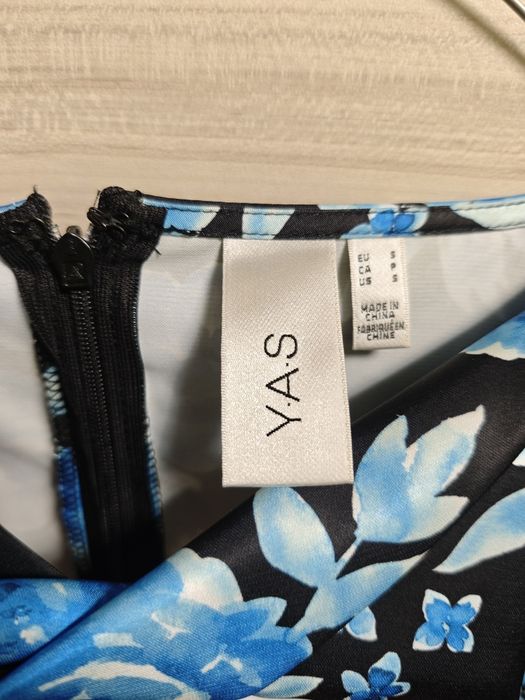 Y·A·S
EU S
CA P
US S
MADE IN
CHINA
FABRIQUÉ EN
CHINE